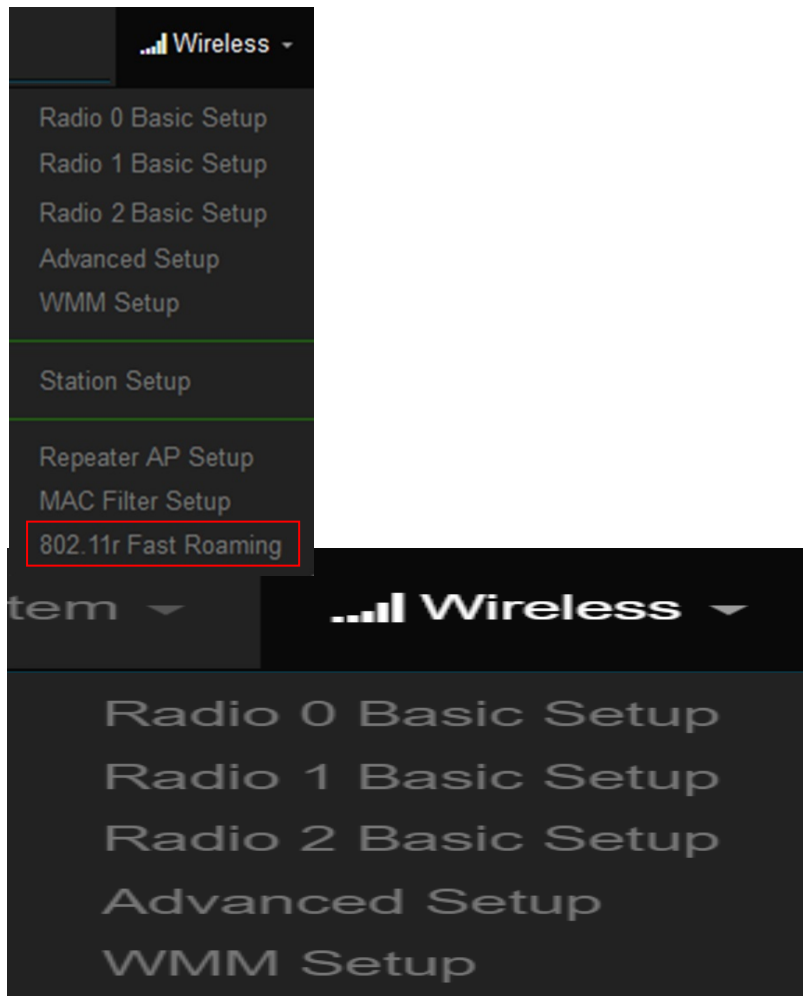 Wireless
Radio 0 Basic Setup
Radio 1 Basic Setup
Radio 2 Basic Setup
Advanced Setup
WMM Setup
Station Setup
Repeater AP Setup
MAC Filter Setup
802.11r Fast Roaming
tem Wireless
Radio 0 Basic Setup
Radio 1 Basic Setup
Radio 2 Basic Setup
Advanced Setup
WMM Setup